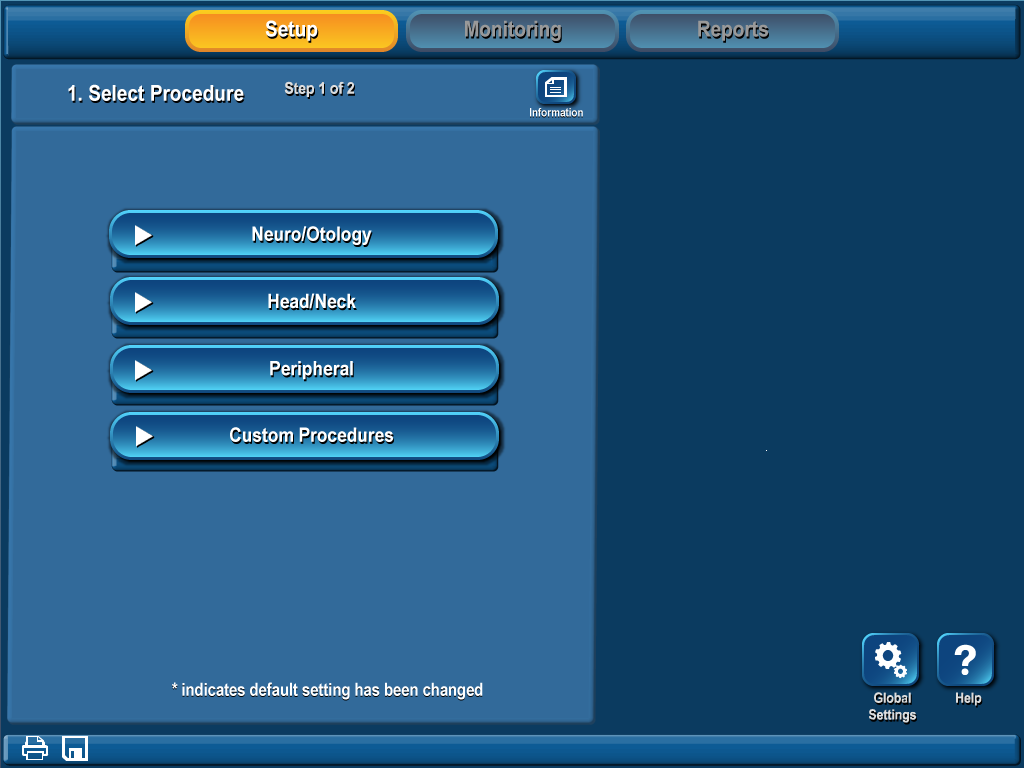 Setup
Monitoring
Reports
1. Select Procedure
Step 1 of 2
Information
Neuro/Otology
Head/Neck
Peripheral
Custom Procedures
* indicates default setting has been changed
Global
Settings
Help